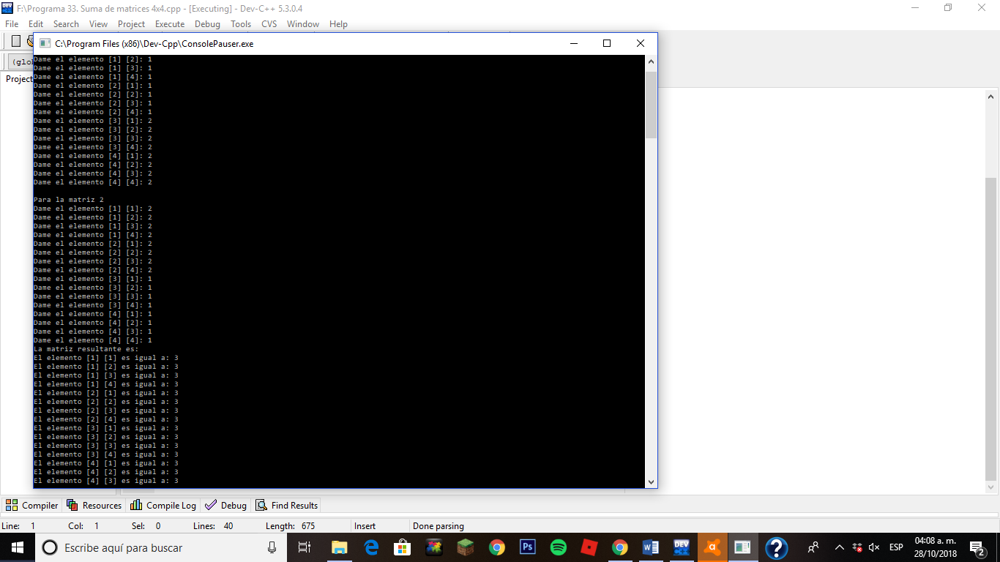 F:\Programa 33. Suma de matrices 4x4.cpp - [Executing] - Dev-C++ 5.3.0.4
File Edit Search View Project Execute Debug Tools CVS Window Help
C:\Program Files (x86)\Dev-Cpp\ConsolePauser.exe
(glo
Project
Dame el elemento [1] [2]: 1
Dame el elemento [1] [3]: 1
Dame el elemento [1] [4]: 1
Dame el elemento [2] [1]: 1
Dame el elemento [2] [2]: 1
Dame el elemento [2] [3]: 1
Dame el elemento [2] [4]: 1
Dame el elemento [3] [1]: 2
Dame el elemento [3] [2]: 2
Dame el elemento [3] [3]: 2
Dame el elemento [3] [4]: 2
Dame el elemento [4] [1]: 2
Dame el elemento [4] [2]: 2
Dame el elemento [4] [3]: 2
Dame el elemento [4] [4]: 2
Para la matriz 2
Dame el elemento [1] [1]: 2
Dame el elemento [1] [2]: 2
Dame el elemento [1] [3]: 2
Dame el elemento [1] [4]: 2
Dame el elemento [2] [1]: 2
Dame el elemento [2] [2]: 2
Dame el elemento [2] [3]: 2
Dame el elemento [2] [4]: 2
Dame el elemento [3] [1]: 1
Dame el elemento [3] [2]: 1
Dame el elemento [3] [3]: 1
Dame el elemento [3] [4]: 1
Dame el elemento [4] [1]: 1
Dame el elemento [4] [2]: 1
Dame el elemento [4] [3]: 1
Dame el elemento [4] [4]: 1
La matriz resultante es:
El elemento [1] [1] es igual a: 3
El elemento [1] [2] es igual a: 3
El elemento [1] [3] es igual a: 3
El elemento [1] [4] es igual a: 3
El elemento [2] [1] es igual a: 3
El elemento [2] [2] es igual a: 3
El elemento [2] [3] es igual a: 3
El elemento [2] [4] es igual a: 3
El elemento [3] [1] es igual a: 3
El elemento [3] [2] es igual a: 3
El elemento [3] [3] es igual a: 3
El elemento [3] [4] es igual a: 3
El elemento [4] [1] es igual a: 3
El elemento [4] [2] es igual a: 3
El elemento [4] [3] es igual a: 3
Compiler Resources Compile Log Debug Find Results
Line: 1 Col: 1 Sel: 0 Lines: 40 Length: 675 Insert Done parsing
Escribe aquí para buscar
Ps
DEV
ESP
04:08 a. m.
28/10/2018
2